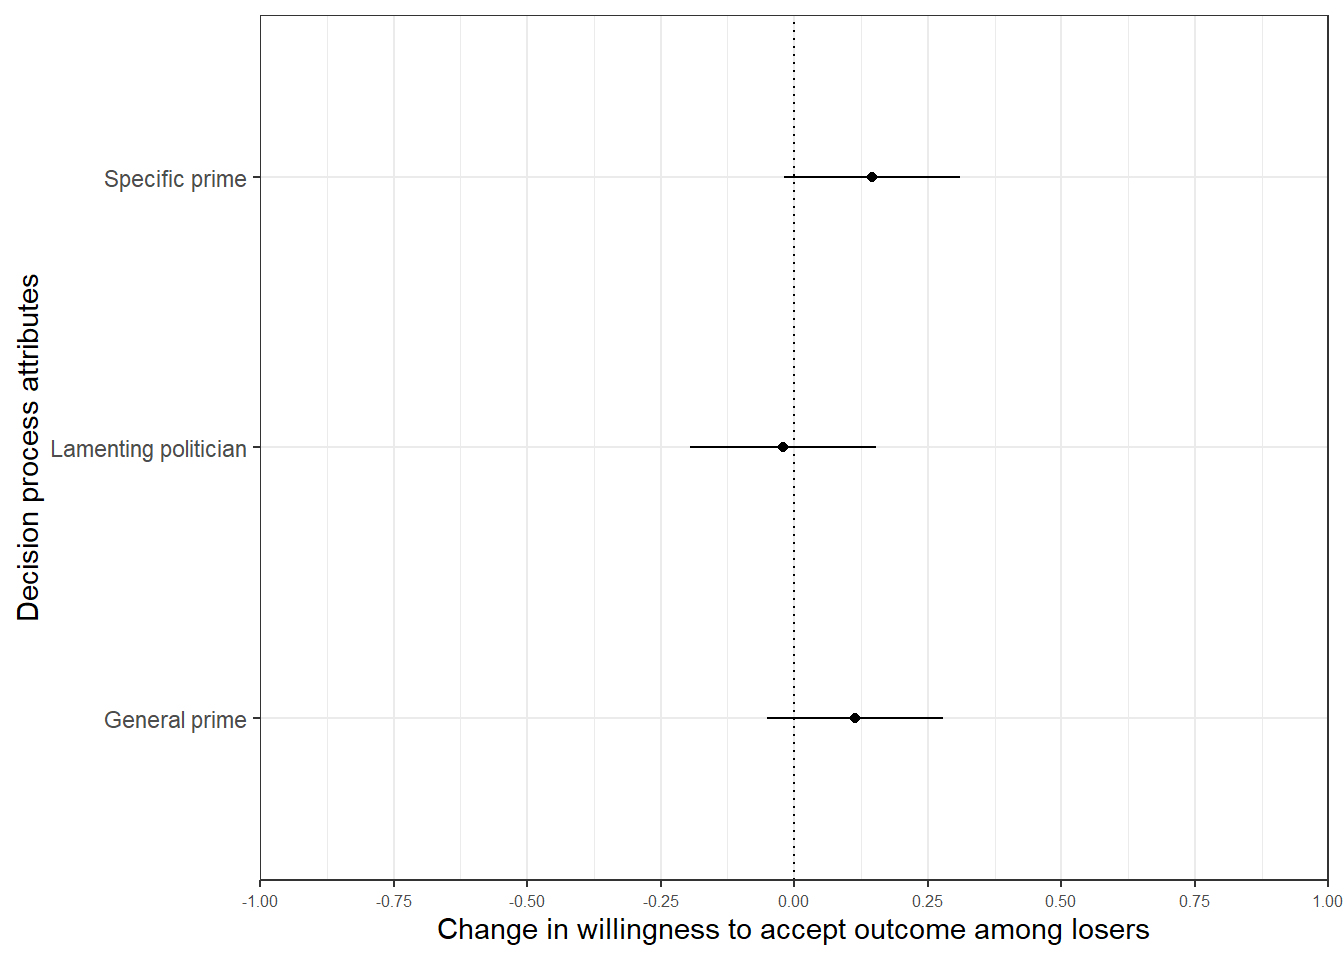 Decision process attributes
Specific prime
Lamenting politician
General prime
-1.00 -0.75 -0.50 -0.25 0.00 0.25 0.50 0.75 1.00
Change in willingness to accept outcome among losers